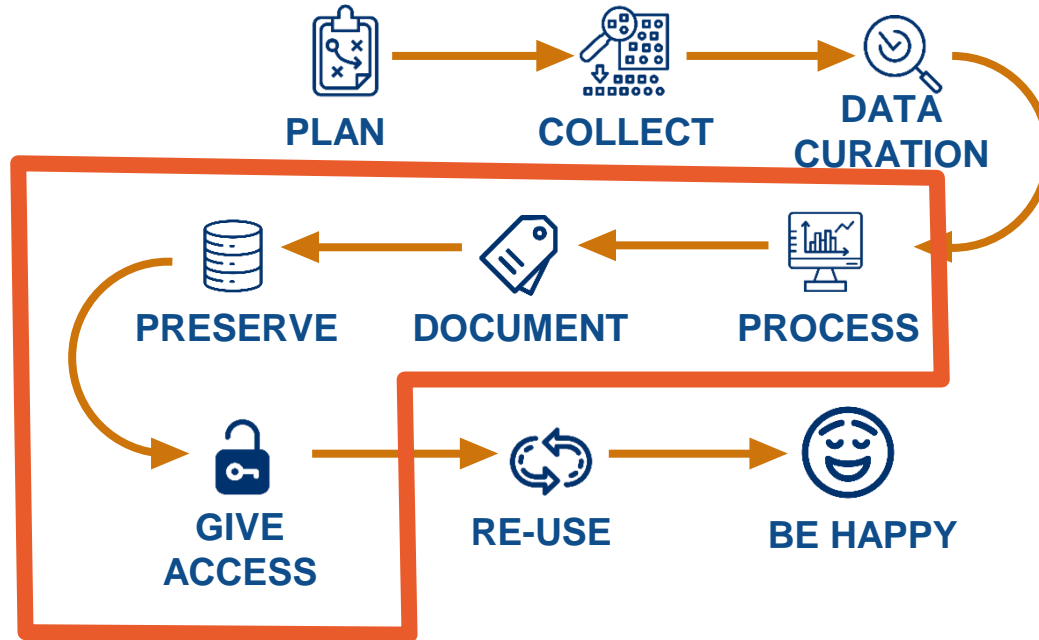 PLAN
COLLECT
DATA
CURATION
PROCESS
DOCUMENT
PRESERVE
GIVE
ACCESS
RE-USE
BE HAPPY